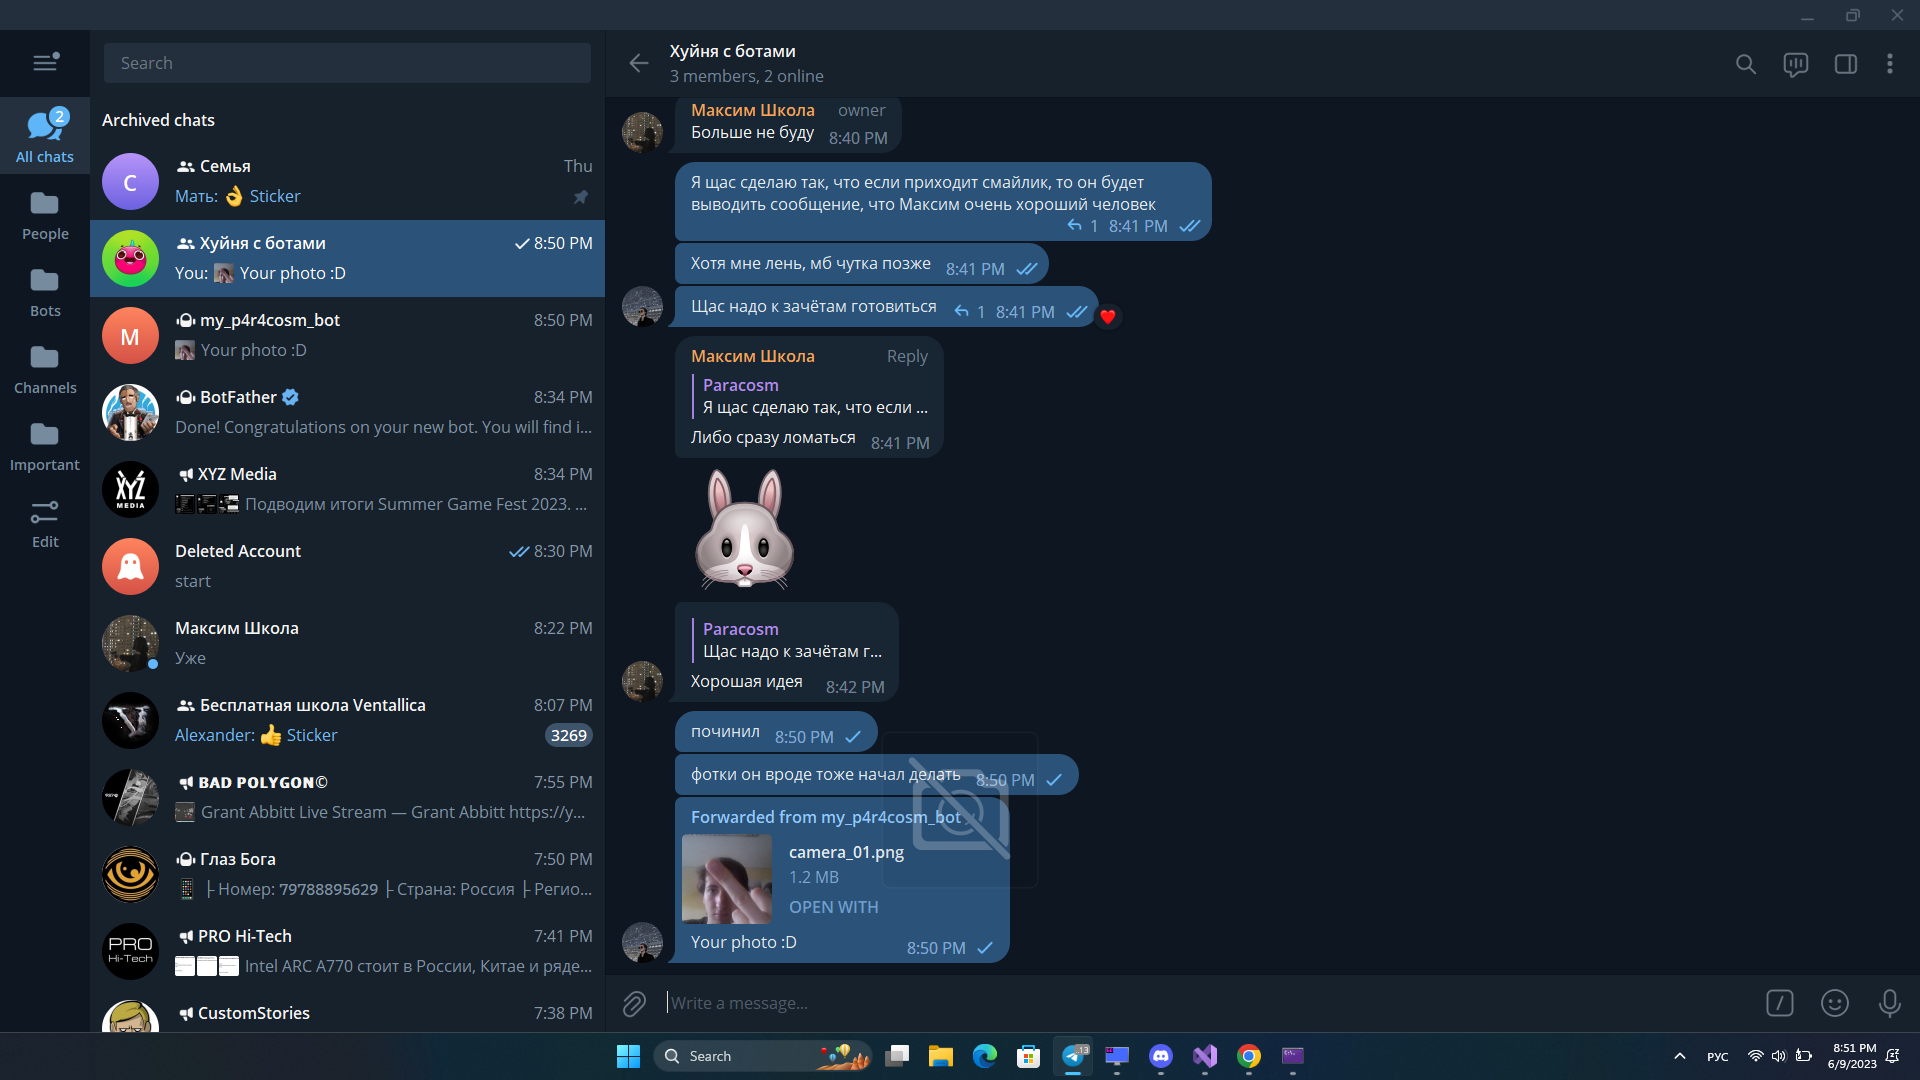 Search
Archived chats
2
All chats
People
Bots
Channels
Important
Edit
С
Семья
Thu
Мать: 👌 Sticker
Хуйня с ботами
8:50 PM
You: Your photo :D
M
my_p4r4cosm_bot
8:50 PM
Your photo :D
BotFather
8:34 PM
Done! Congratulations on your new bot. You will find i...
XYZ
MEDIA
XYZ Media
8:34 PM
Подводим итоги Summer Game Fest 2023. ...
Deleted Account
8:30 PM
start
Максим Школа
8:22 PM
Уже
Бесплатная школа Ventallica
8:07 PM
Alexander: 👍 Sticker
3269
BAD POLYGON©
7:55 PM
Grant Abbitt Live Stream — Grant Abbitt https://y...
Глаз Бога
7:50 PM
├ Номер: 79788895629 ├ Страна: Россия ├ Регио...
PRO
Hi-Tech
PRO Hi-Tech
7:41 PM
Intel ARC A770 стоит в России, Китае и ряде...
CustomStories
7:38 PM
Хуйня с ботами
3 members, 2 online
Максим Школа owner
Больше не буду 8:40 PM
Я щас сделаю так, что если приходит смайлик, то он будет
выводить сообщение, что Максим очень хороший человек
1 8:41 PM
Хотя мне лень, мб чутка позже 8:41 PM
Щас надо к зачётам готовиться 1 8:41 PM
Максим Школа Reply
Paracosm
Я щас сделаю так, что если ...
Либо сразу ломаться 8:41 PM
Paracosm
Щас надо к зачётам г...
Хорошая идея 8:42 PM
починил 8:50 PM
фотки он вроде тоже начал делать 8:50 PM
Forwarded from my_p4r4cosm_bot
camera_01.png
1.2 MB
OPEN WITH
Your photo :D 8:50 PM
Write a message...
Search
13
РУС
8:51 PM
6/9/2023